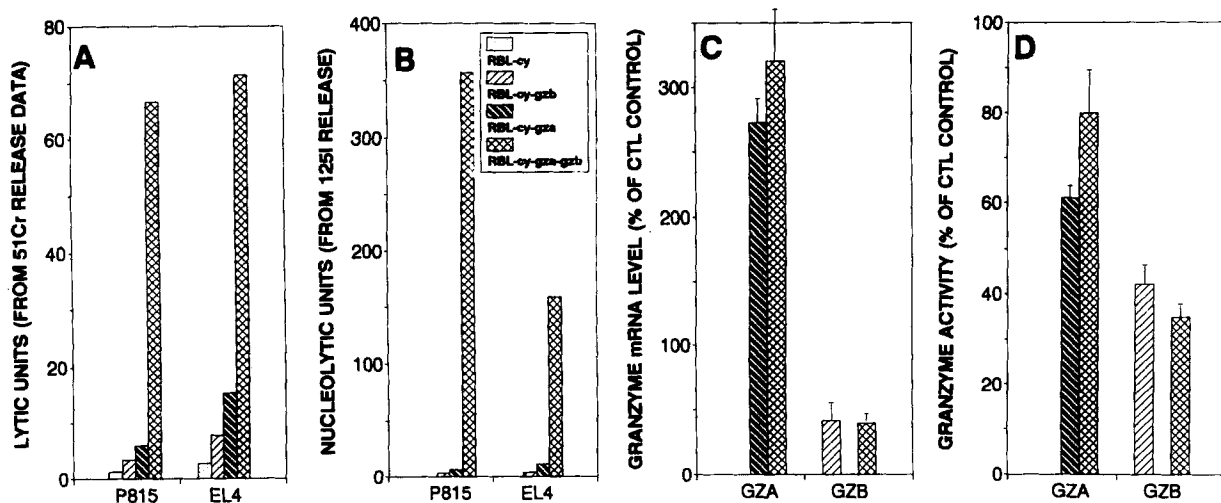 A
LYTIC UNITS (FROM 51Cr RELEASE DATA)
80
60
40
20
0
P815
EL4
B
NUCLEOLYTIC UNITS (FROM 125I RELEASE)
400
300
200
100
0
RBL-cy
RBL-cy-gzb
RBL-cy-gza
RBL-cy-gza-gzb
P815
EL4
C
GRANZYME mRNA LEVEL (% OF CTL CONTROL)
300
200
100
0
GZA
GZB
D
GRANZYME ACTIVITY (% OF CTL CONTROL)
100
80
60
40
20
0
GZA
GZB